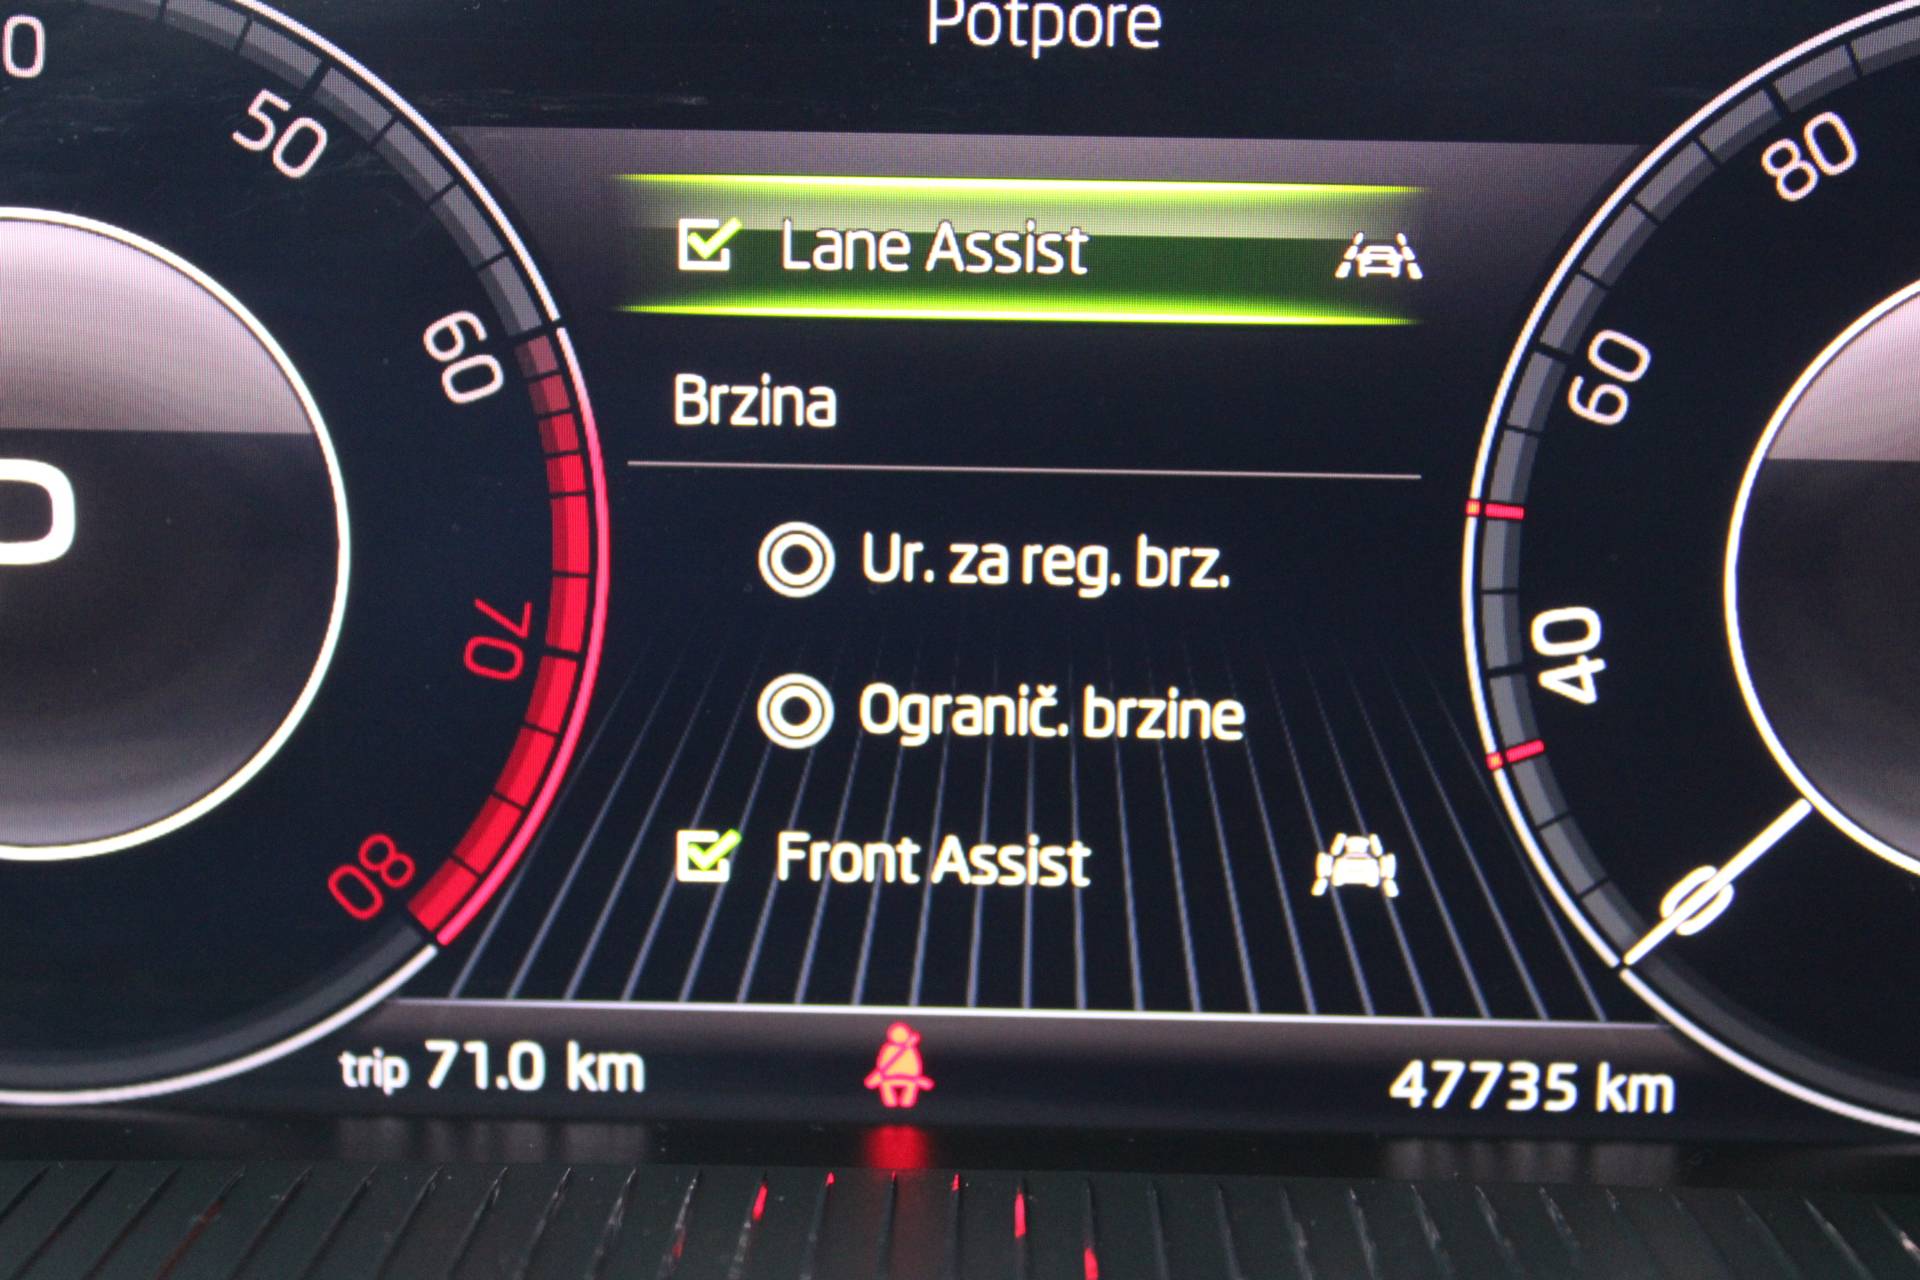 Potpore
Lane Assist
Brzina
Ur. za reg. brz.
Ogranič. brzine
Front Assist
trip 71.0 km
47735 km
50
60
70
80
80
60
40
0